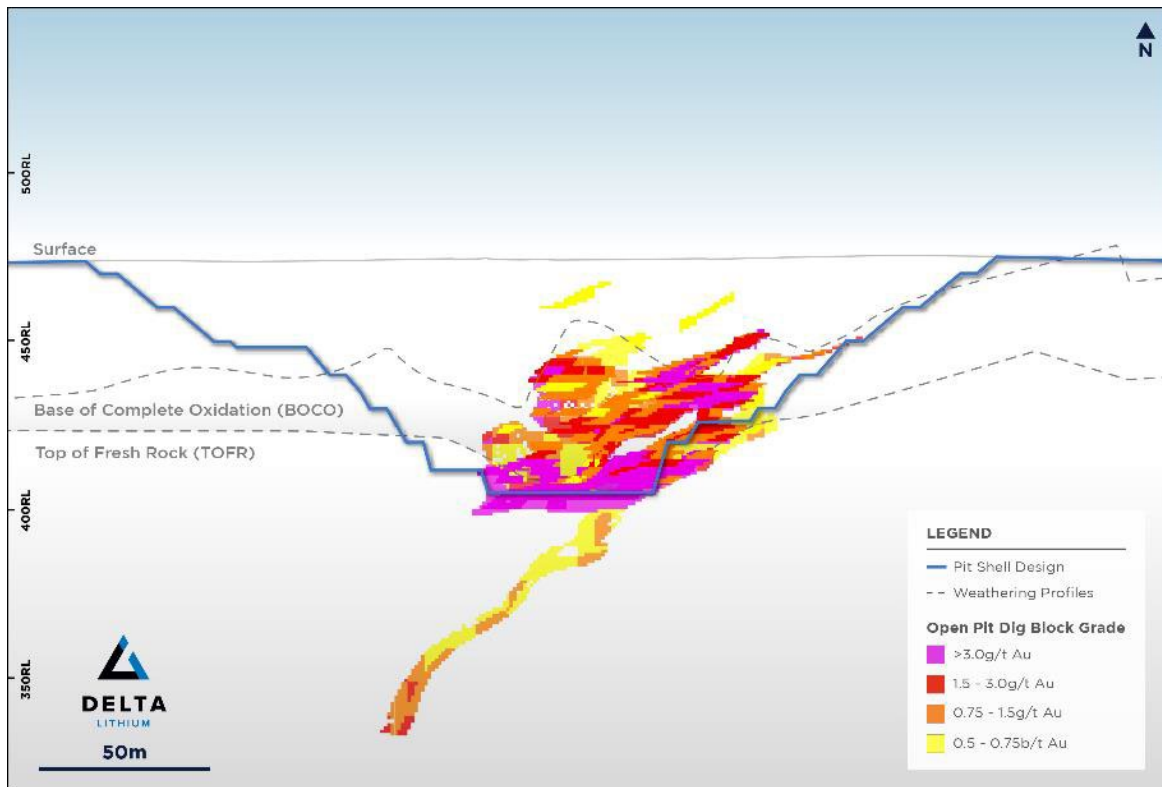 N
500RL
Surface
450RL
Base of Complete Oxidation (BOCO)
Top of Fresh Rock (TOFR)
400RL
350RL
DELTA
LITHIUM
50m
LEGEND
Pit Shell Design
Weathering Profiles
Open Pit Dig Block Grade
>3.0g/t Au
1.5 - 3.0g/t Au
0.75 - 1.5g/t Au
0.5 - 0.75b/t Au